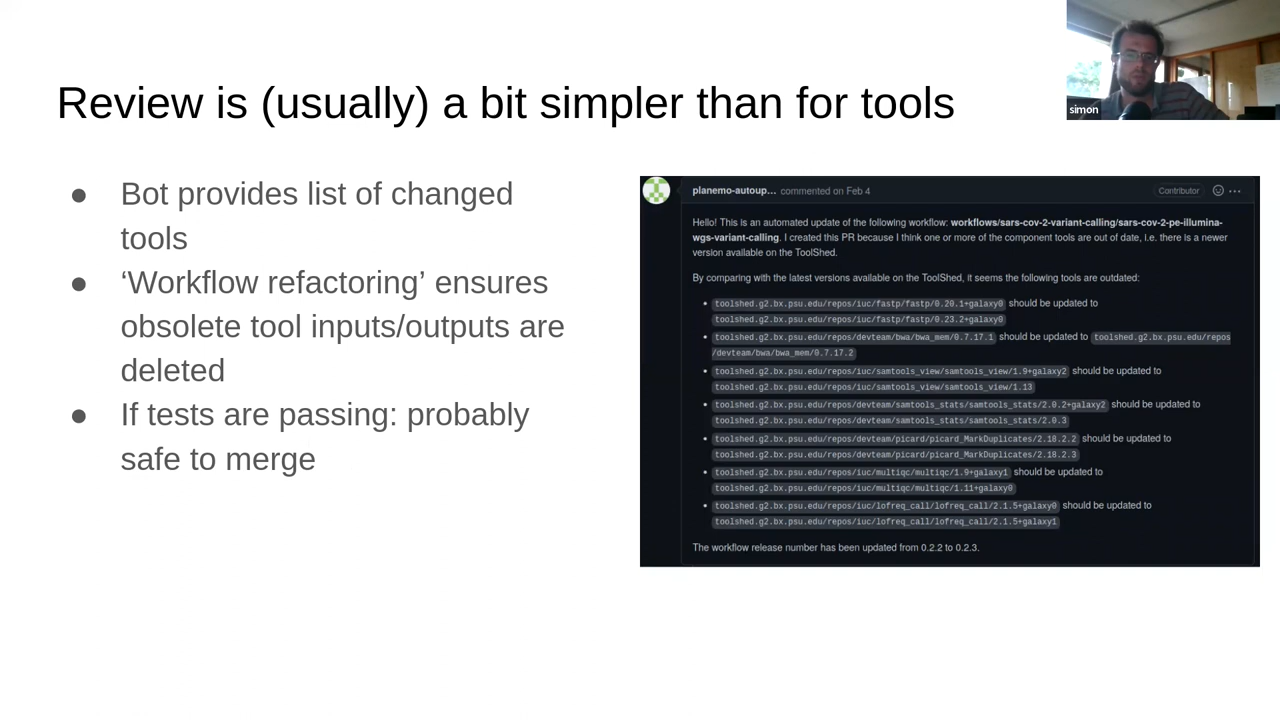 Review is (usually) a bit simpler than for tools
simon
● Bot provides list of changed
tools
● ‘Workflow refactoring’ ensures
obsolete tool inputs/outputs are
deleted
● If tests are passing: probably
safe to merge
planemo-autoup... commented on Feb 4
Contributor
Hello! This is an automated update of the following workflow: workflows/sars-cov-2-variant-calling/sars-cov-2-pe-illumina-
wgs-variant-calling. I created this PR because I think one or more of the component tools are out of date, i.e. there is a newer
version available on the ToolShed.
By comparing with the latest versions available on the ToolShed, it seems the following tools are outdated:
• toolshed.g2.bx.psu.edu/repos/iuc/fastp/fastp/0.20.1+galaxy0 should be updated to
toolshed.g2.bx.psu.edu/repos/iuc/fastp/fastp/0.23.2+galaxy0
• toolshed.g2.bx.psu.edu/repos/devteam/bwa/bwa_mem/0.7.17.1 should be updated to toolshed.g2.bx.psu.edu/repos
/devteam/bwa/bwa_mem/0.7.17.2
• toolshed.g2.bx.psu.edu/repos/iuc/samtools_view/samtools_view/1.9+galaxy2 should be updated to
toolshed.g2.bx.psu.edu/repos/iuc/samtools_view/samtools_view/1.13
• toolshed.g2.bx.psu.edu/repos/devteam/samtools_stats/samtools_stats/2.0.2+galaxy2 should be updated to
toolshed.g2.bx.psu.edu/repos/devteam/samtools_stats/samtools_stats/2.0.3
• toolshed.g2.bx.psu.edu/repos/devteam/picard/picard_MarkDuplicates/2.18.2.2 should be updated to
toolshed.g2.bx.psu.edu/repos/devteam/picard/picard_MarkDuplicates/2.18.2.3
• toolshed.g2.bx.psu.edu/repos/iuc/multiqc/multiqc/1.9+galaxy1 should be updated to
toolshed.g2.bx.psu.edu/repos/iuc/multiqc/multiqc/1.11+galaxy0
• toolshed.g2.bx.psu.edu/repos/iuc/lofreq_call/lofreq_call/2.1.5+galaxy0 should be updated to
toolshed.g2.bx.psu.edu/repos/iuc/lofreq_call/lofreq_call/2.1.5+galaxy1
The workflow release number has been updated from 0.2.2 to 0.2.3.